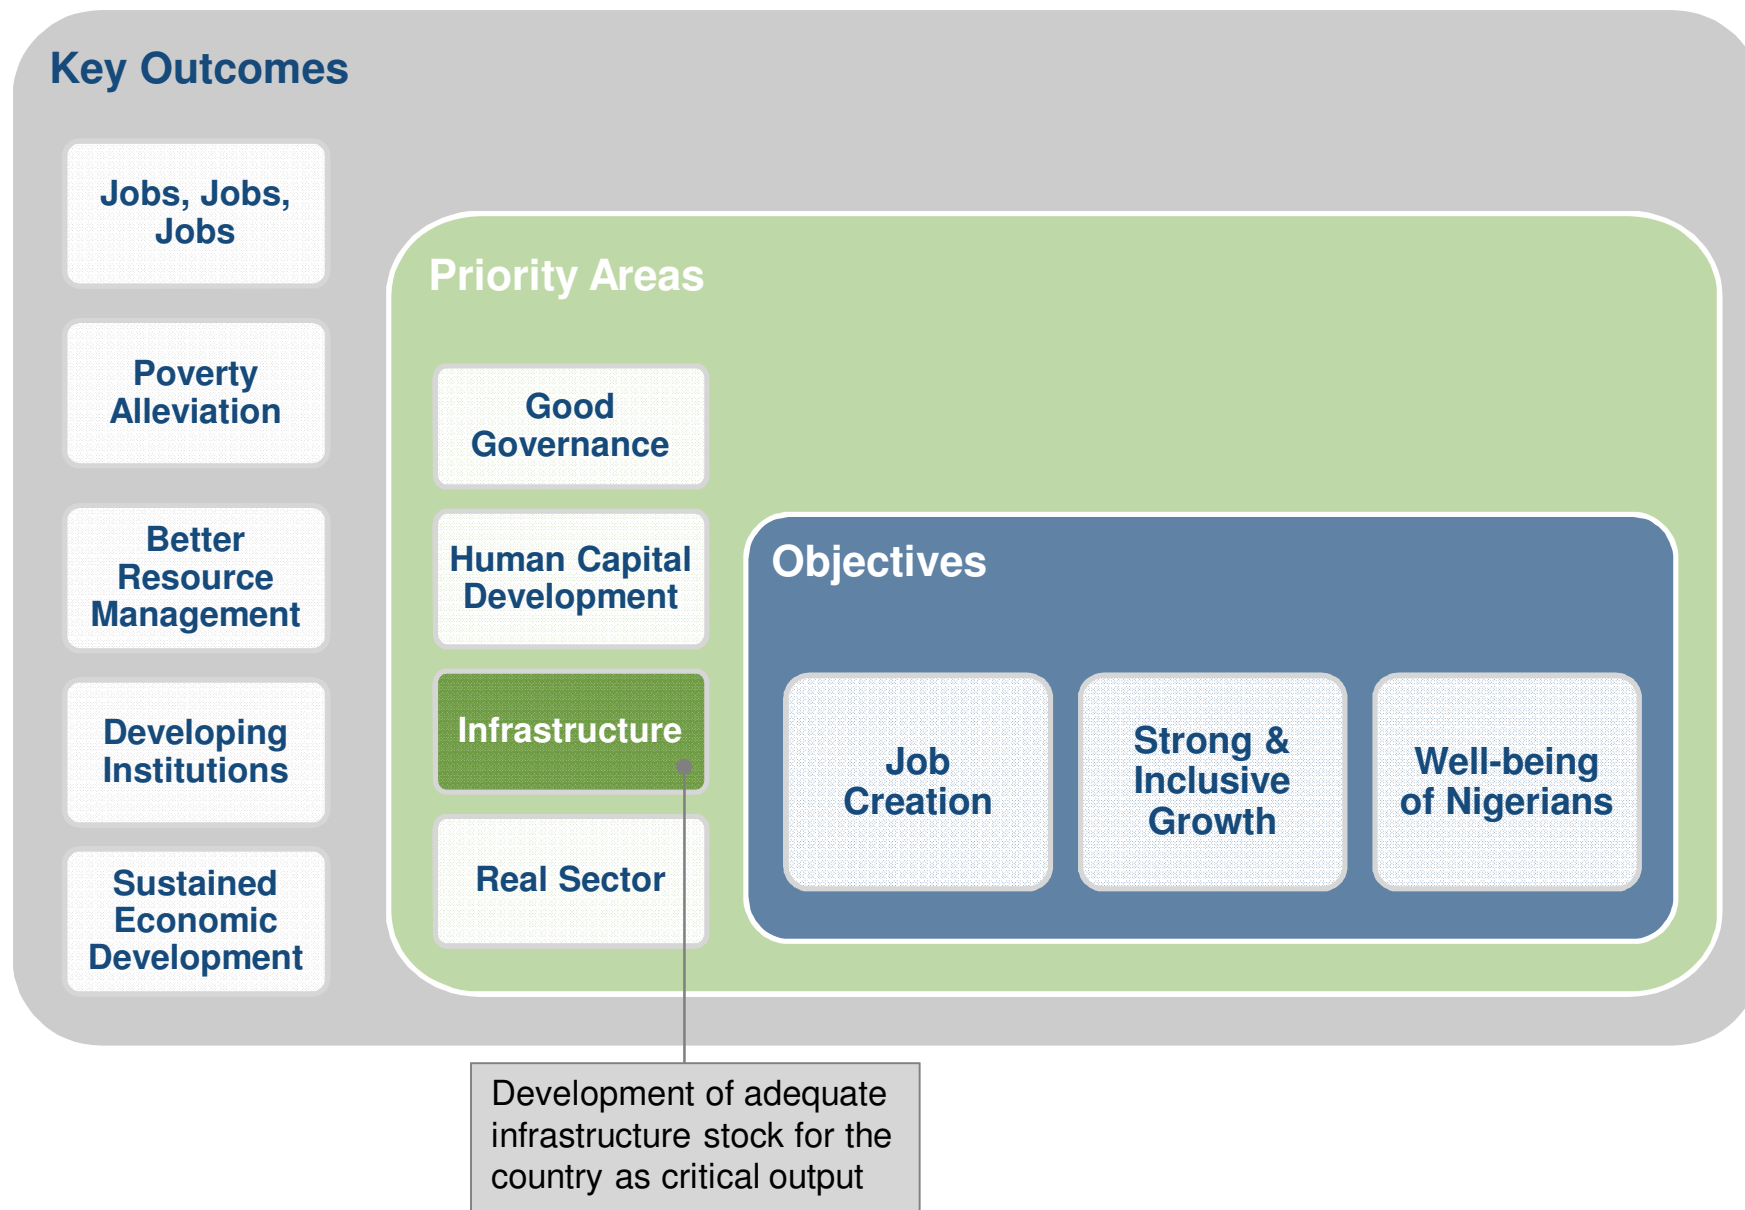 Key Outcomes
Jobs, Jobs,
Jobs
Poverty
Alleviation
Better
Resource
Management
Developing
Institutions
Sustained
Economic
Development
Priority Areas
Good
Governance
Human Capital
Development
Infrastructure
Real Sector
Objectives
Job
Creation
Strong &
Inclusive
Growth
Well-being
of Nigerians
Development of adequate
infrastructure stock for the
country as critical output